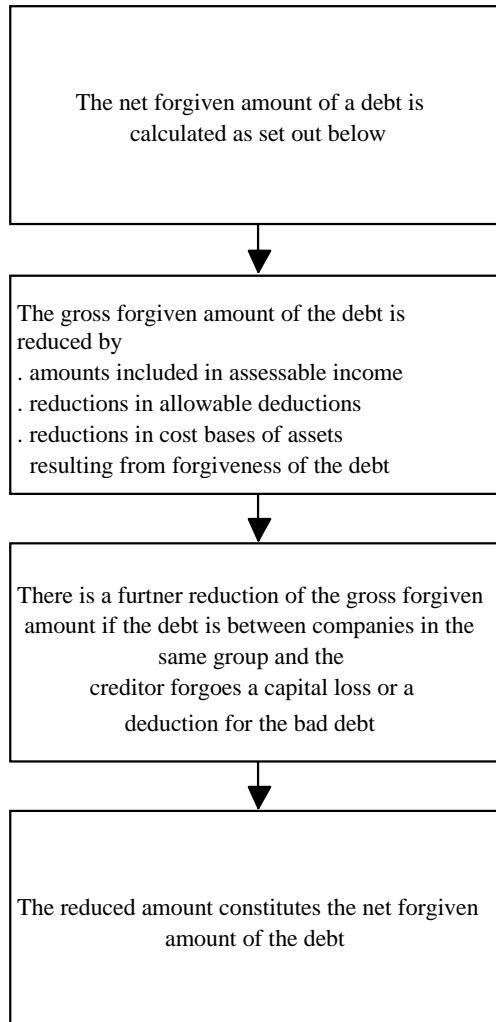 The net forgiven amount of a debt is
calculated as set out below
The gross forgiven amount of the debt is
reduced by
. amounts included in assessable income
. reductions in allowable deductions
. reductions in cost bases of assets
resulting from forgiveness of the debt
There is a furtner reduction of the gross forgiven
amount if the debt is between companies in the
same group and the
creditor forgoes a capital loss or a
deduction for the bad debt
The reduced amount constitutes the net forgiven
amount of the debt